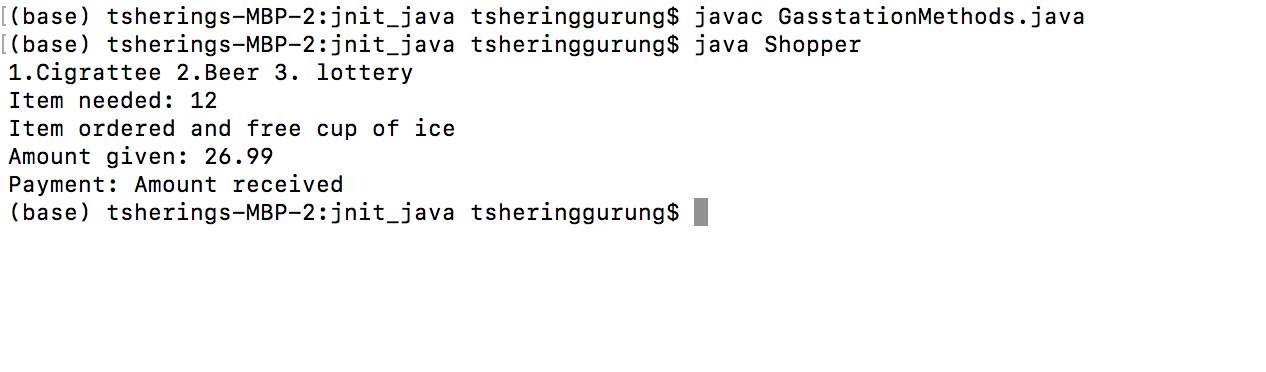 [(base) tsherings-MBP-2:jnit_java tsheringgurung$ javac GasstationMethods.java
[(base) tsherings-MBP-2:jnit_java tsheringgurung$ java Shopper
1.Cigrattee 2.Beer 3. lottery
Item needed: 12
Item ordered and free cup of ice
Amount given: 26.99
Payment: Amount received
(base) tsherings-MBP-2:jnit_java tsheringgurung$